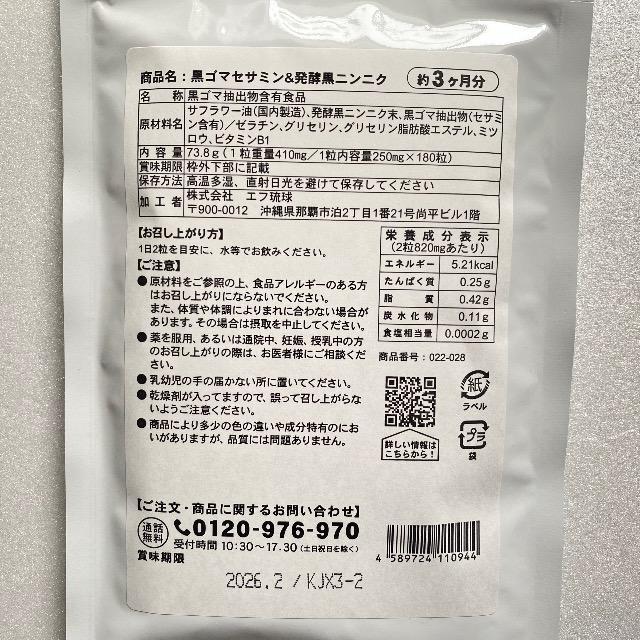 商品名：黒ゴマセサミン&発酵黒ニンニク 約3ヶ月分
名 称 黒ゴマ抽出物含有食品
原材料名 サフラワー油(国内製造)、発酵黒ニンニク末、黒ゴマ抽出物(セサミ
ン含有)／ゼラチン、グリセリン、グリセリン脂肪酸エステル、ミツ
ロウ、ビタミンB1
内 容 量 73.8g(1粒重量410mg／1粒内容量250mg×180粒)
賞味期限 枠外下部に記載
保存方法 高温多湿、直射日光を避けて保存してください
加 工 者 株式会社 エフ琉球
〒900-0012 沖縄県那覇市泊2丁目1番21号尚平ビル1階
【お召し上がり方】
1日2粒を目安に、水等でお飲みください。
【ご注意】
●原材料をご参照の上、食品アレルギーのある方
はお召し上がりにならないでください。
また、体質や体調によりまれに合わない場合が
あります。その場合は摂取を中止してください。
●薬を服用、あるいは通院中、妊娠、授乳中の方
のお召し上がりの際は、お医者様にご相談くださ
い。
●乳幼児の手の届かない所に置いてください。
●乾燥剤が入ってますので、誤って召し上がらな
いようご注意ください。
●商品により多少の色の違いや成分特有のにお
いがありますが、品質には問題ありません。
栄養成分表示
(2粒820mgあたり)
エネルギー 5.21kcal
たんぱく質 0.25g
脂 質 0.42g
炭水化物 0.11g
食塩相当量 0.0002g
商品番号：022-028
紙
ラベル
プラ
袋
詳しい情報は
こちらから！
【ご注文・商品に関するお問い合わせ】
通話
無料
0120-976-970
受付時間 10:30〜17:30(土日祝日を除く)
賞味期限
4 589724 110944
2026.2 / KJX3-2